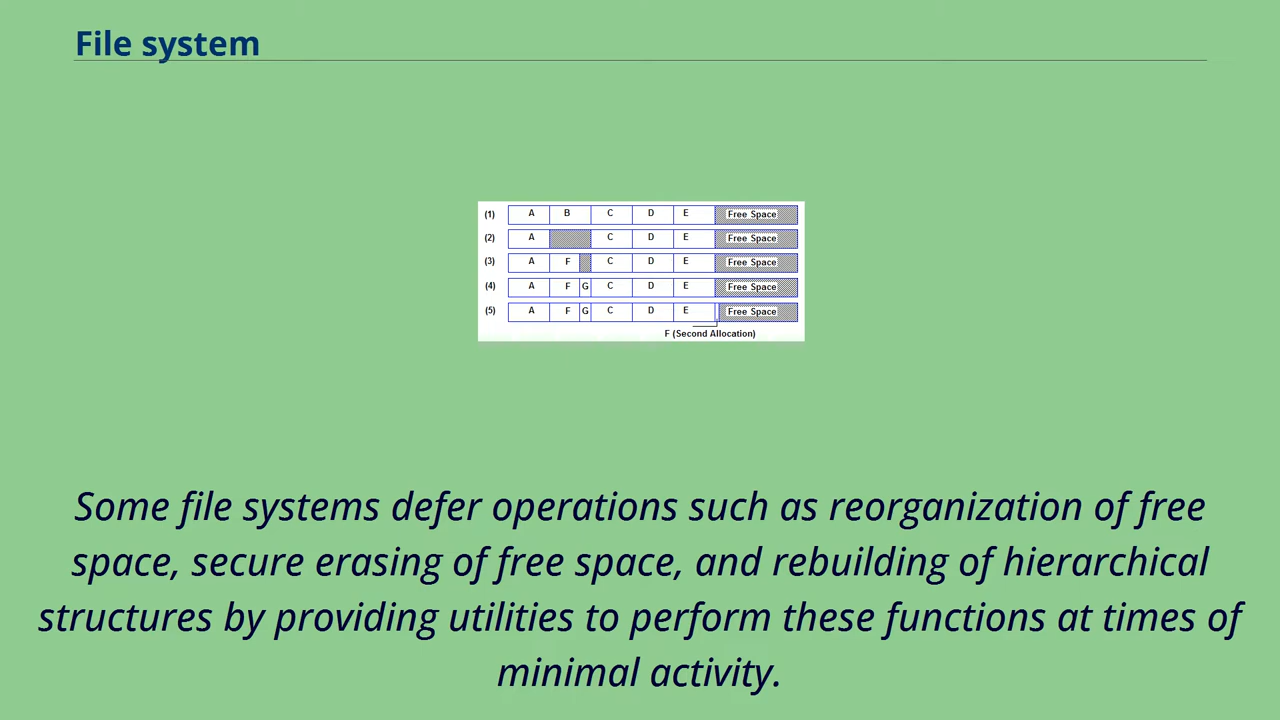 File system
(1) A B C D E Free Space
(2) A C D E Free Space
(3) A F C D E Free Space
(4) A F G C D E Free Space
(5) A F G C D E Free Space
F (Second Allocation)
Some file systems defer operations such as reorganization of free
space, secure erasing of free space, and rebuilding of hierarchical
structures by providing utilities to perform these functions at times of
minimal activity.